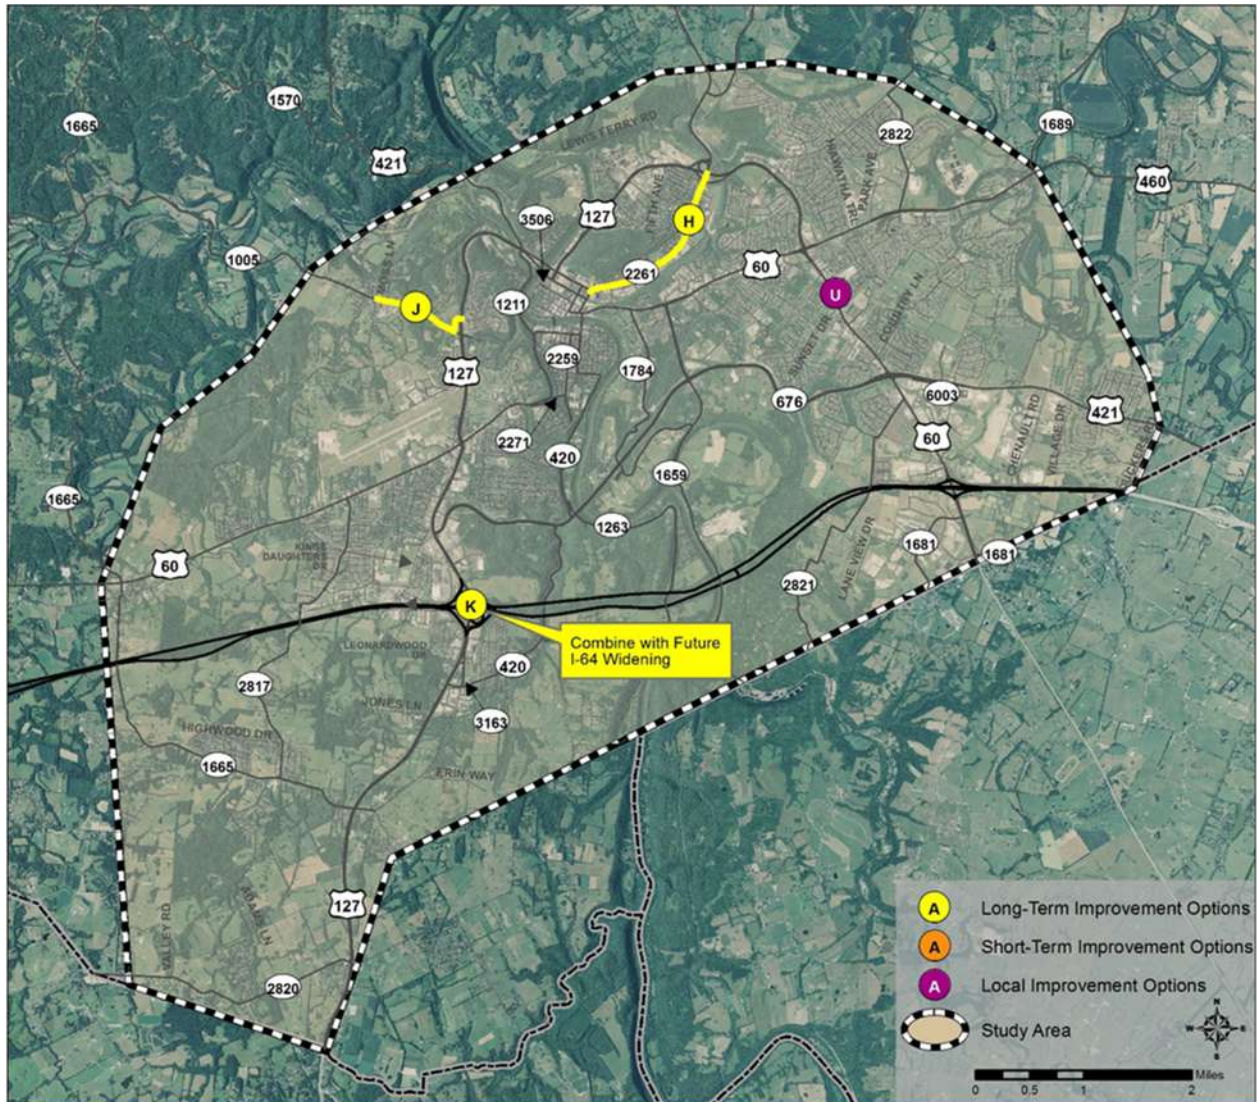 1570
1665
421
LEWIS FERRY RD
2822
1689
460
HIAWATHA TRL
PARK AVE
FIFTH AVE
3506
127
H
1005
2261
60
U
J
1211
COUNTRY LN
SUNSET DR
2259
1784
127
676
6003
421
CHENAULT RD
VILLAGE DR
60
2271
420
1659
1665
1263
LANE VIEW DR
1681
1681
KINGS
DAUGHTERS
60
2821
K
Combine with Future
I-64 Widening
LEONARDWOOD
DR
420
2817
JONES LN
3163
HIGHWOOD DR
1665
ERIN WAY
127
ADAMS LN
2820
A Long-Term Improvement Options
A Short-Term Improvement Options
A Local Improvement Options
Study Area
N
W E
S
Miles
0 0.5 1 2